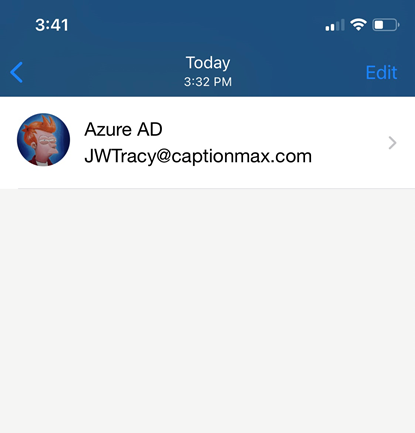 3:41
Today
3:32 PM
Edit
Azure AD
JWTracy@captionmax.com